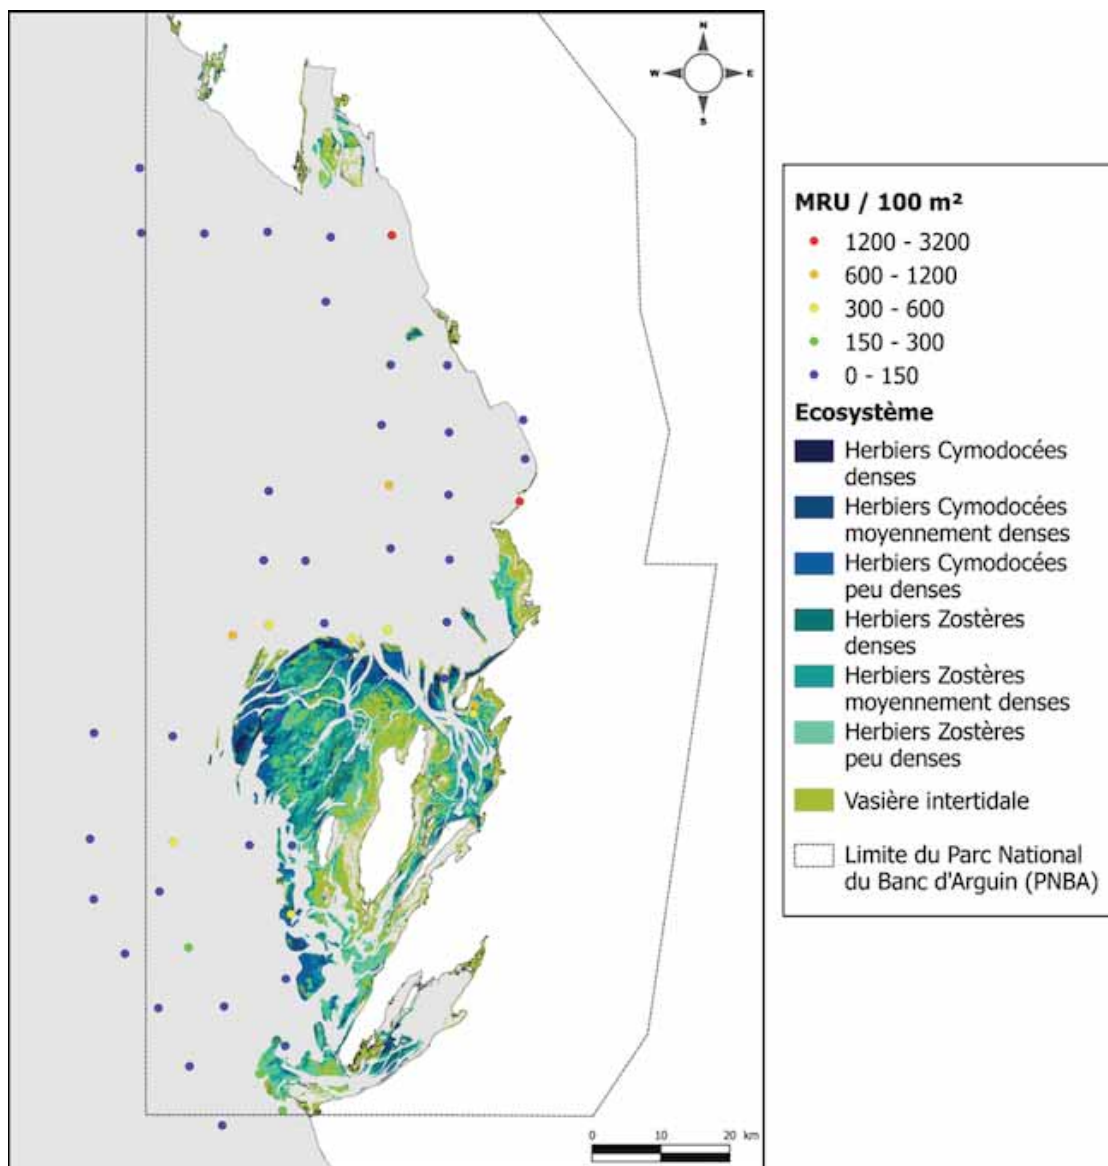 N
W E
S
MRU / 100 m²
1200 - 3200
600 - 1200
300 - 600
150 - 300
0 - 150
Ecosystème
Herbiers Cymodocées
denses
Herbiers Cymodocées
moyennement denses
Herbiers Cymodocées
peu denses
Herbiers Zostères
denses
Herbiers Zostères
moyennement denses
Herbiers Zostères
peu denses
Vasière intertidale
Limite du Parc National
du Banc d'Arguin (PNBA)
0 10 20 km